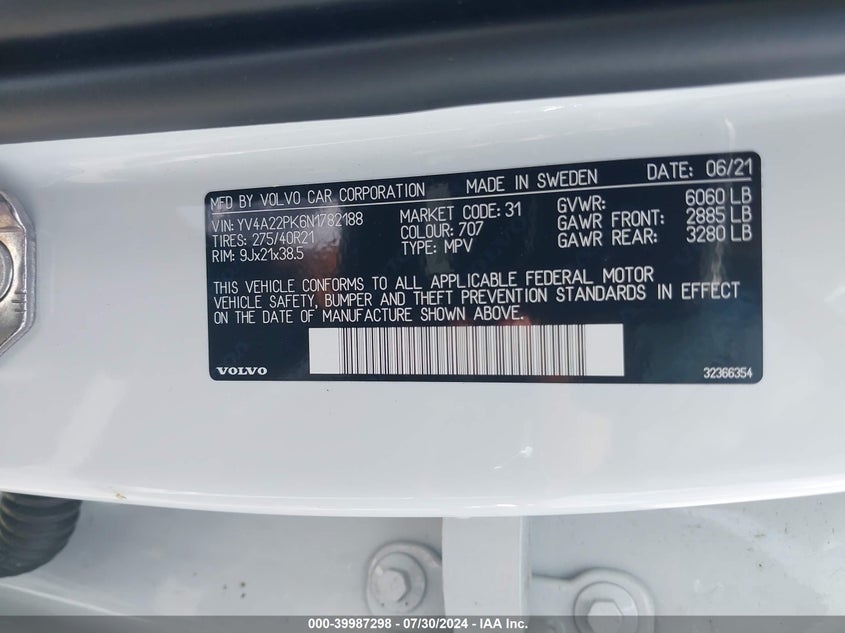 MFD BY VOLVO CAR CORPORATION MADE IN SWEDEN DATE: 06/21
VIN: YV4A22PK6N1782188 MARKET CODE: 31 GVWR: 6060 LB
TIRES: 275/40R21 COLOUR: 707 GAWR FRONT: 2885 LB
RIM: 9Jx21x38.5 TYPE: MPV GAWR REAR: 3280 LB
THIS VEHICLE CONFORMS TO ALL APPLICABLE FEDERAL MOTOR
VEHICLE SAFETY, BUMPER AND THEFT PREVENTION STANDARDS IN EFFECT
ON THE DATE OF MANUFACTURE SHOWN ABOVE.
VOLVO 32366354
000-39987298 - 07/30/2024 - IAA Inc.